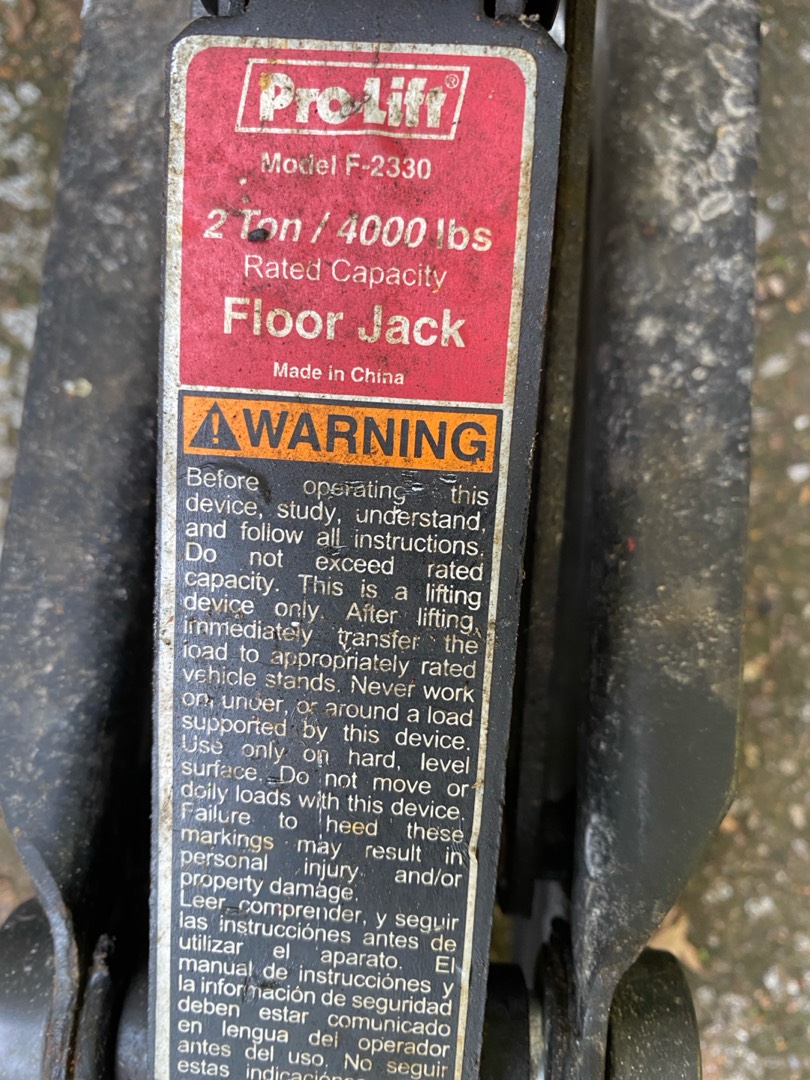 Pro-Lift®
Model F-2330
2 Ton / 4000 lbs
Rated Capacity
Floor Jack
Made in China
WARNING
Before operating this
device, study, understand,
and follow all instructions.
Do not exceed rated
capacity. This is a lifting
device only. After lifting,
immediately transfer the
load to appropriately rated
vehicle stands. Never work
on, under, or around a load
supported by this device.
Use only on hard, level
surface. Do not move or
dolly loads with this device.
Failure to heed these
markings may result in
personal injury and/or
property damage.
Leer, comprender, y seguir
las instrucciónes antes de
utilizar el aparato. El
manual de instrucciónes y
la información de seguridad
deben estar comunicado
en lengua del operador
antes del uso. No seguir
estas